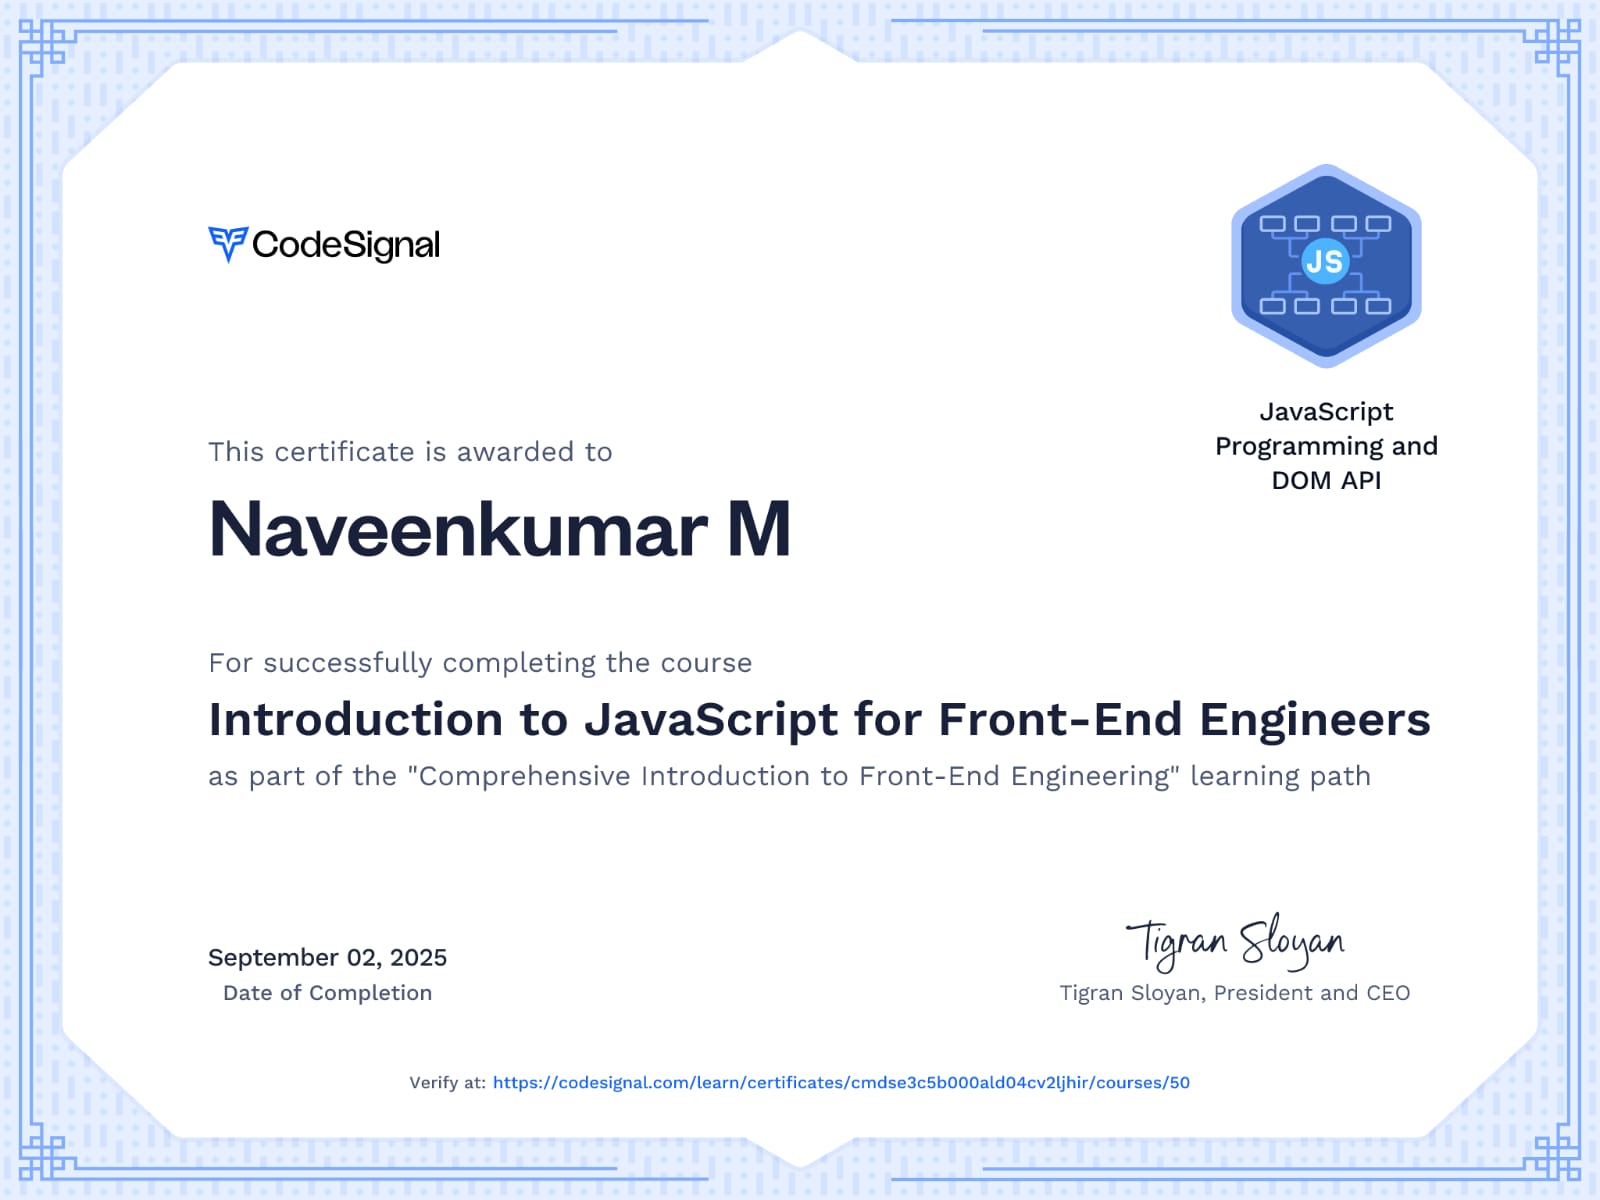 CodeSignal
JS
JavaScript
Programming and
DOM API
This certificate is awarded to
Naveenkumar M
For successfully completing the course
Introduction to JavaScript for Front-End Engineers
as part of the "Comprehensive Introduction to Front-End Engineering" learning path
September 02, 2025
Date of Completion
Tigran Sloyan
Tigran Sloyan, President and CEO
Verify at: https://codesignal.com/learn/certificates/cmdse3c5b000ald04cv2ljhir/courses/50